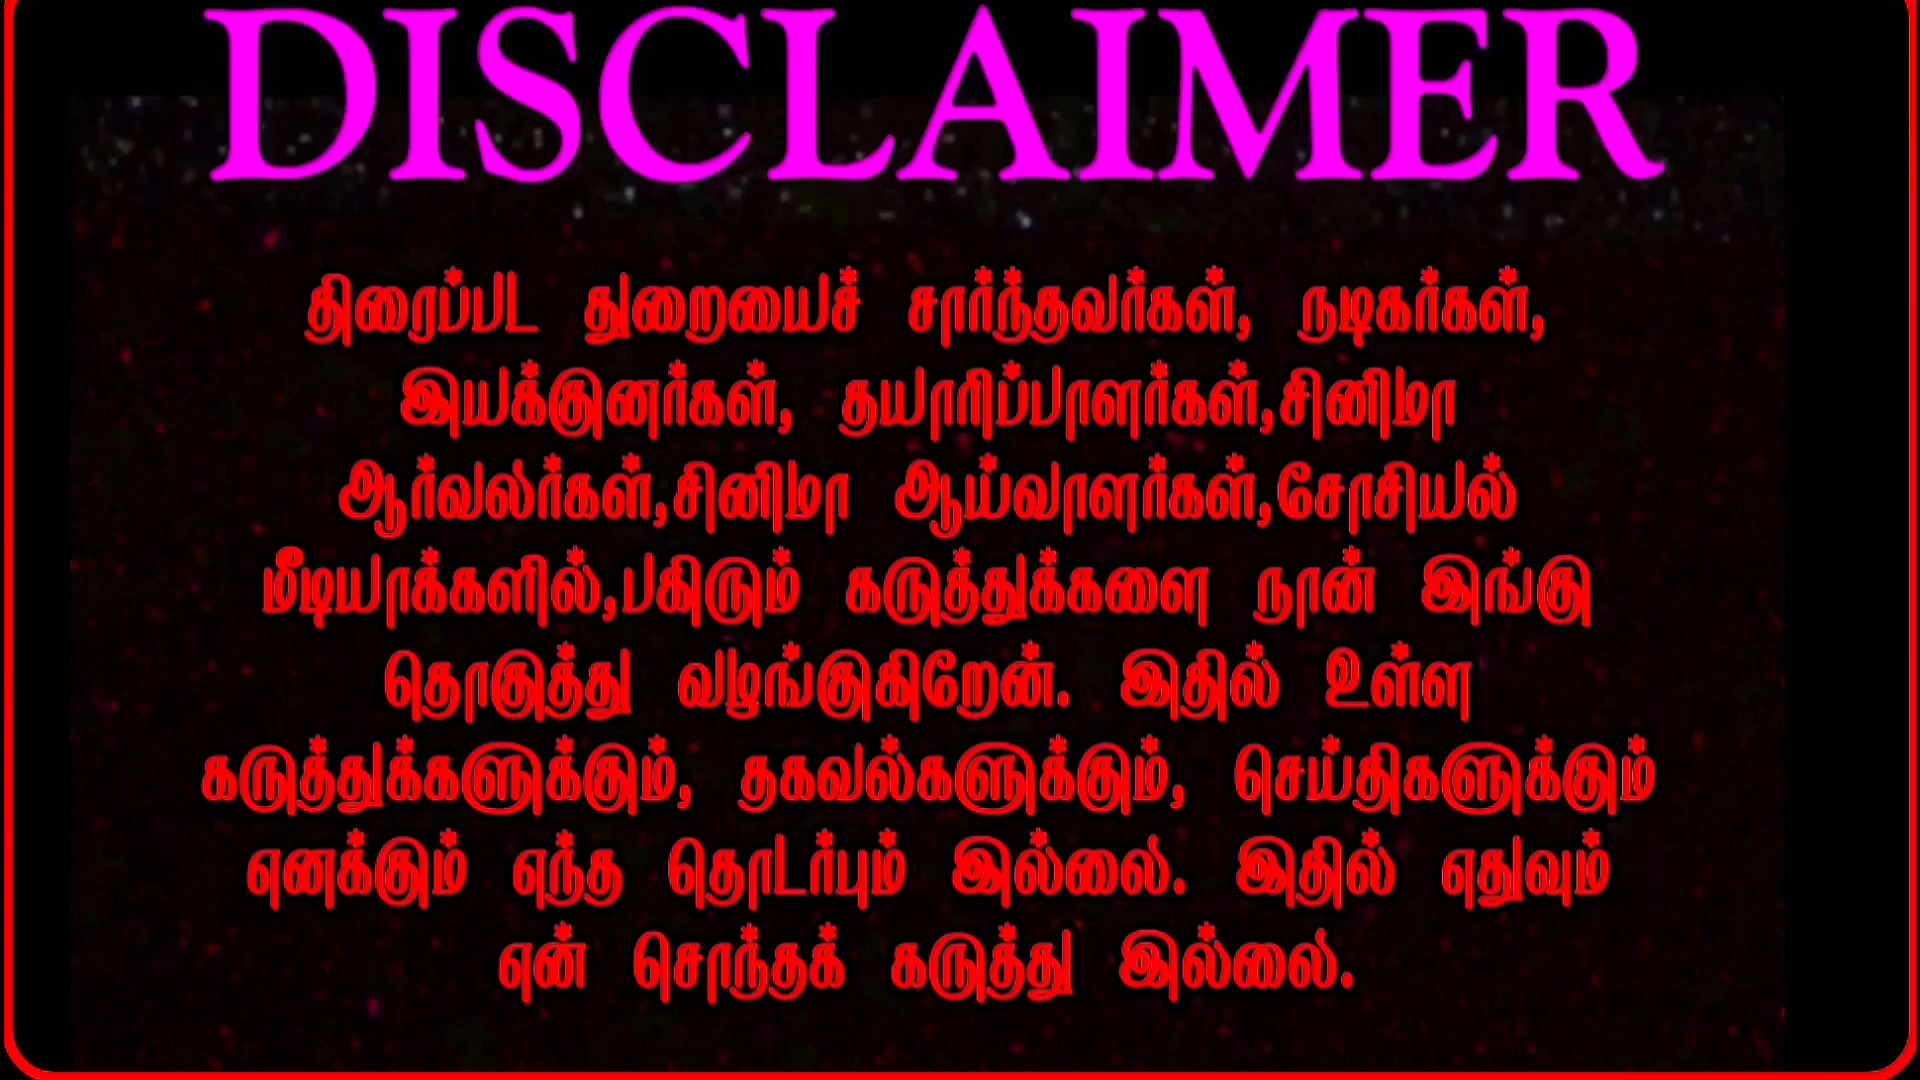 DISCLAIMER
திரைப்பட துறையைச் சார்ந்தவர்கள், நடிகர்கள்,
இயக்குனர்கள், தயாரிப்பாளர்கள்,சினிமா
ஆர்வலர்கள்,சினிமா ஆய்வாளர்கள்,சோசியல்
மீடியாக்களில்,பகிரும் கருத்துக்களை நான் இங்கு
தொகுத்து வழங்குகிறேன். இதில் உள்ள
கருத்துக்களுக்கும், தகவல்களுக்கும், செய்திகளுக்கும்
எனக்கும் எந்த தொடர்பும் இல்லை. இதில் எதுவும்
என் சொந்தக் கருத்து இல்லை.